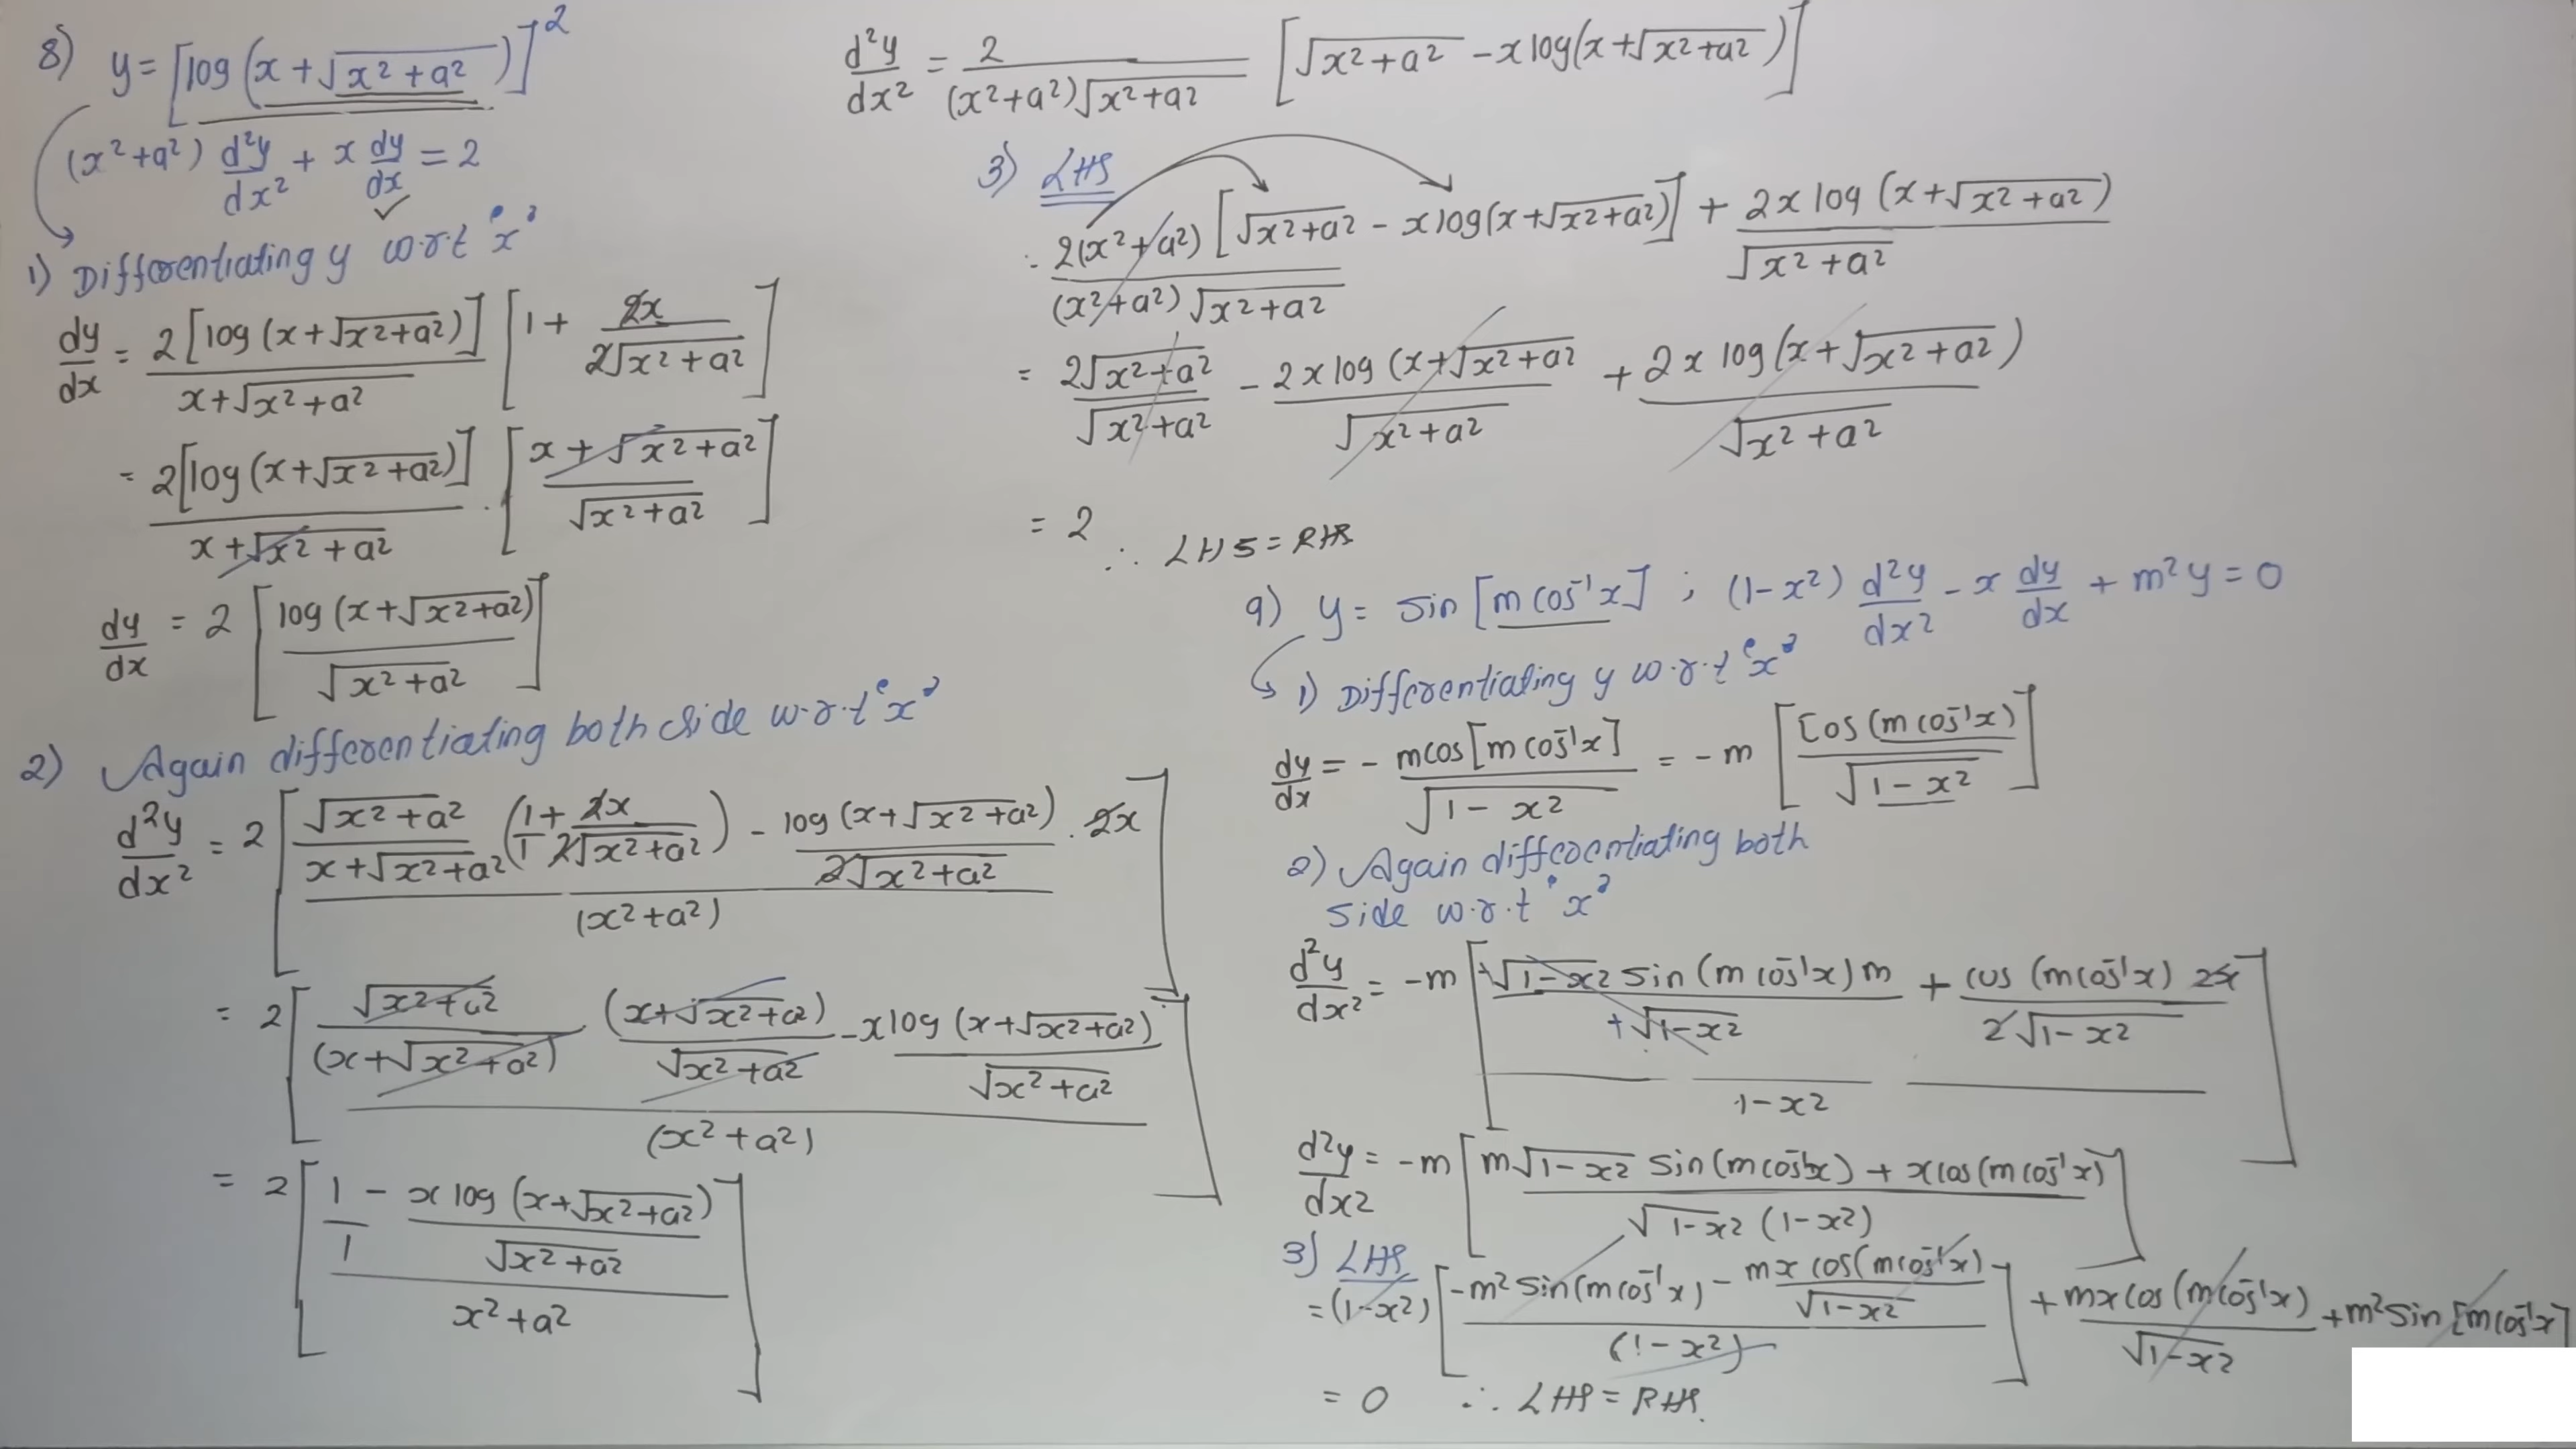 8) y = [log (x + √(x² + a²))]²
(x² + a²) d²y/dx² + x dy/dx = 2
1) Differentiating y w.r.t 'x'
dy/dx = 2[log (x + √(x² + a²))]/(x + √(x² + a²)) [1 + 2x/(2√(x² + a²))]
= 2[log (x + √(x² + a²))]/(x + √(x² + a²)) · [(x + √(x² + a²))/√(x² + a²)]
dy/dx = 2 [log (x + √(x² + a²))/√(x² + a²)]
2) Again differentiating both side w.r.t 'x'
d²y/dx² = 2 [(√(x² + a²)/(x + √(x² + a²)) (1/1 + 2x/(2√(x² + a²))) - log (x + √(x² + a²))/(2√(x² + a²)) · 2x)/(x² + a²)]
= 2 [(√(x² + a²)/(x + √(x² + a²)) (x + √(x² + a²))/√(x² + a²) - x log (x + √(x² + a²))/√(x² + a²))/(x² + a²)]
= 2 [(1/1 - x log (x + √(x² + a²))/√(x² + a²))/(x² + a²)]
d²y/dx² = 2/((x² + a²)√(x² + a²)) [√(x² + a²) - x log(x + √(x² + a²))]
3) LHS
∴ 2(x² + a²) [√(x² + a²) - x log(x + √(x² + a²))]/((x² + a²) √(x² + a²)) + 2x log (x + √(x² + a²))/√(x² + a²)
= 2√(x² + a²)/√(x² + a²) - 2x log (x + √(x² + a²)/√(x² + a²) + 2x log (x + √(x² + a²))/√(x² + a²)
= 2
∴ LHS = RHS
9) y = sin [m cos⁻¹x] ; (1 - x²) d²y/dx² - x dy/dx + m²y = 0
1) Differentiating y w.r.t 'x'
dy/dx = - m cos[m cos⁻¹x]/√(1 - x²) = -m [cos (m cos⁻¹x)/√(1 - x²)]
2) Again differentiating both
side w.r.t 'x'
d²y/dx² = -m [(+√(1 - x²) sin (m cos⁻¹x) m/(+√(1 - x²)) + cos (m cos⁻¹x) 2x/(2√(1 - x²)))/(1 - x²)]
d²y/dx² = -m [(m√(1 - x²) sin (m cos⁻¹x) + x cos (m cos⁻¹x))/(√(1 - x²) (1 - x²))]
3) LHS
= (1 - x²) [(-m² sin (m cos⁻¹x) - mx cos (m cos⁻¹x)/√(1 - x²))/(1 - x²)] + mx cos (m cos⁻¹x)/√(1 - x²) + m² sin [m cos⁻¹x]
= 0 ∴ LHS = RHS.